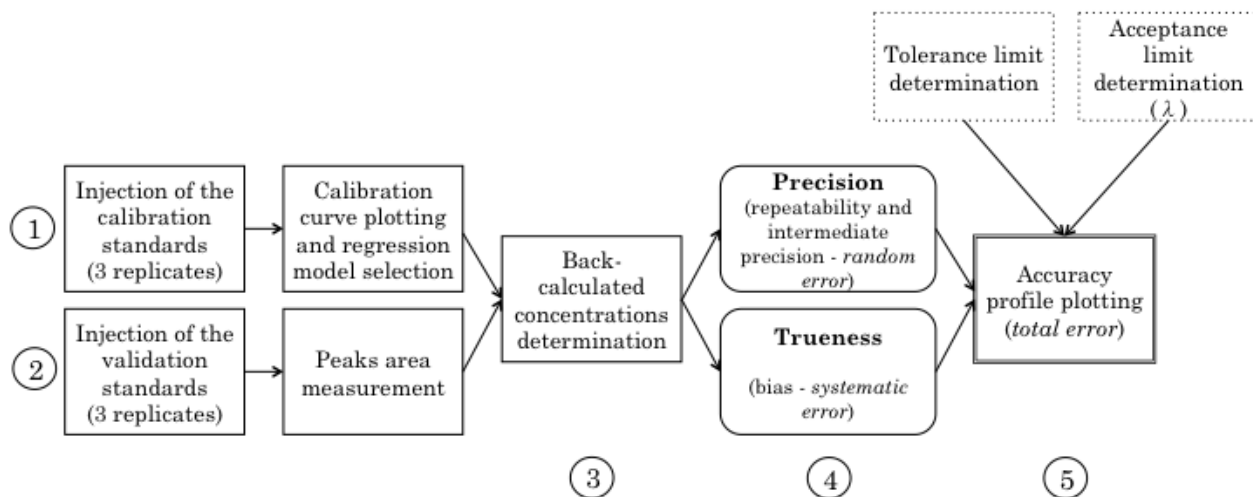 Tolerance limit
determination
Acceptance
limit
determination
(λ)
1
Injection of the
calibration
standards
(3 replicates)
Calibration
curve plotting
and regression
model selection
2
Injection of the
validation
standards
(3 replicates)
Peaks area
measurement
Back-
calculated
concentrations
determination
3
Precision
(repeatability and
intermediate
precision - random
error)
Trueness
(bias - systematic
error)
4
Accuracy
profile plotting
(total error)
5